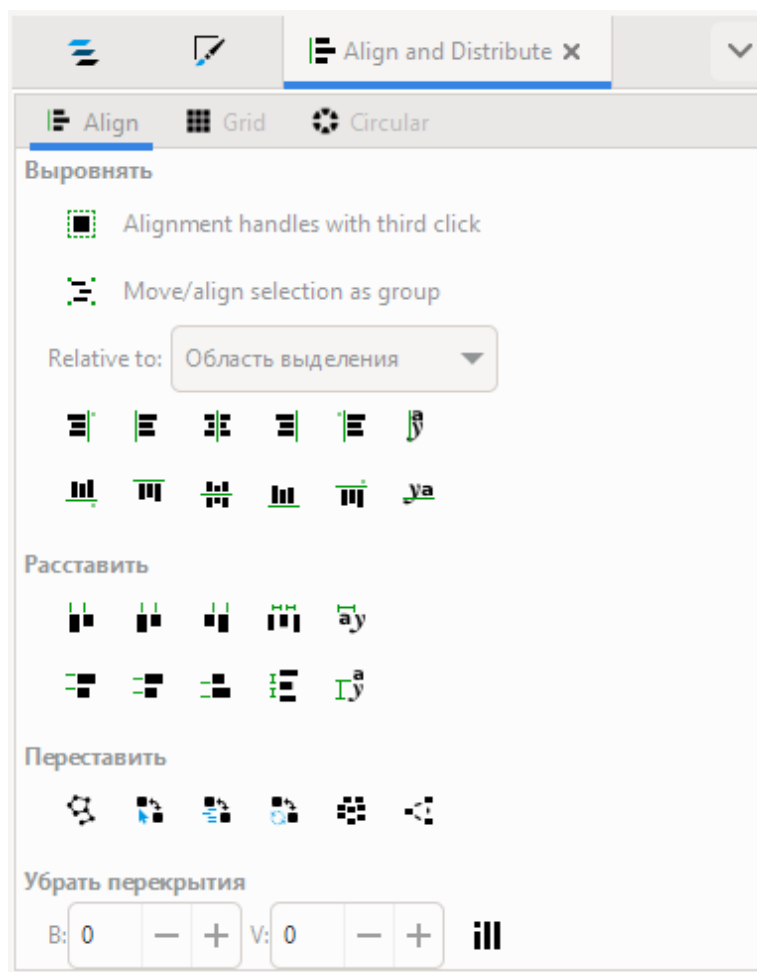 Align and Distribute
Align Grid Circular
Выровнять
Alignment handles with third click
Move/align selection as group
Relative to: Область выделения
Расставить
Переставить
Убрать перекрытия
В: 0 V: 0